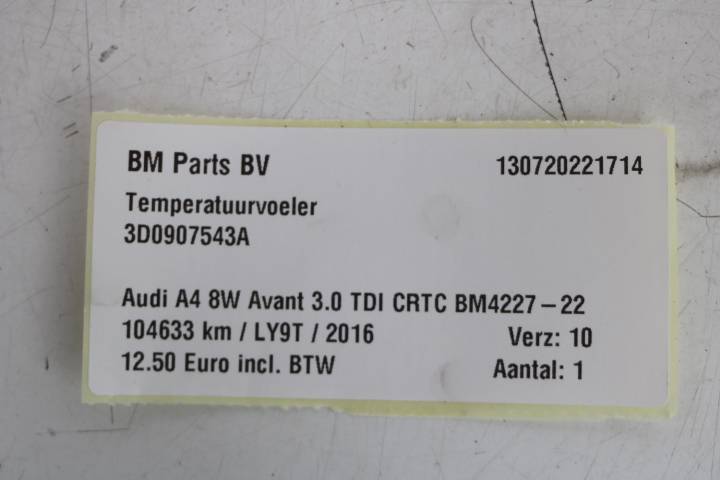 BM Parts BV 130720221714
Temperatuurvoeler
3D0907543A
Audi A4 8W Avant 3.0 TDI CRTC BM4227-22
104633 km / LY9T / 2016 Verz: 10
12.50 Euro incl. BTW Aantal: 1